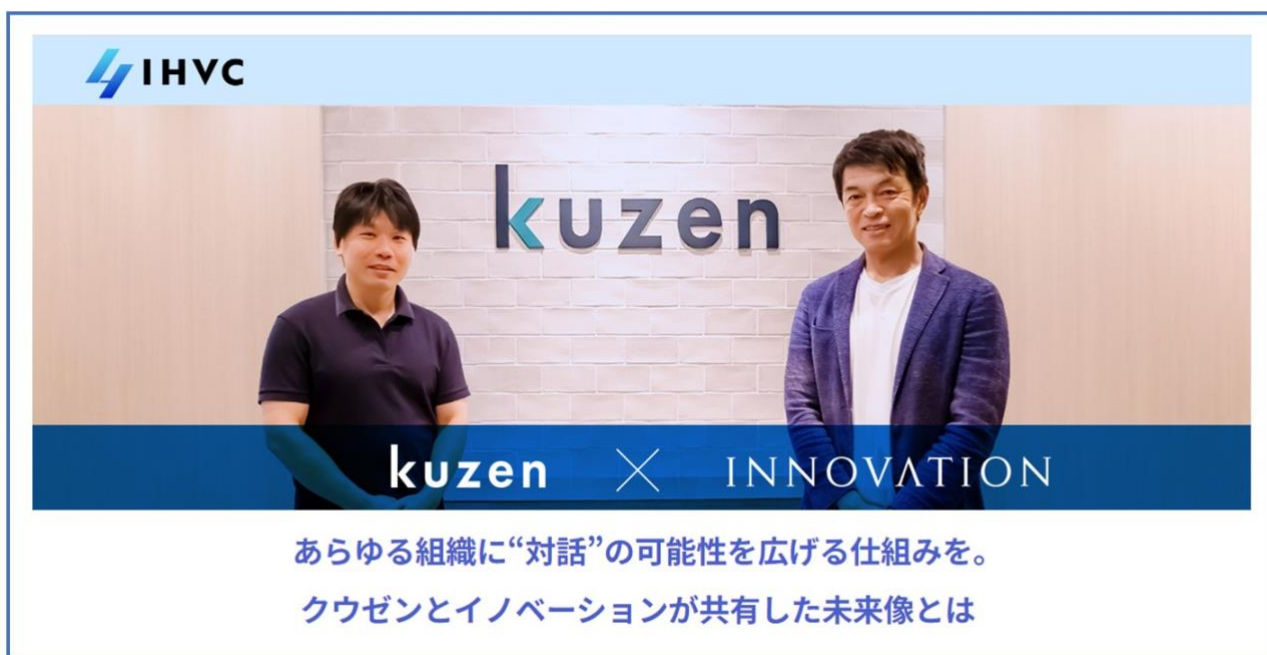 IHVC
kuzen
kuzen × INNOVATION
あらゆる組織に“対話”の可能性を広げる仕組みを。
クウゼンとイノベーションが共有した未来像とは